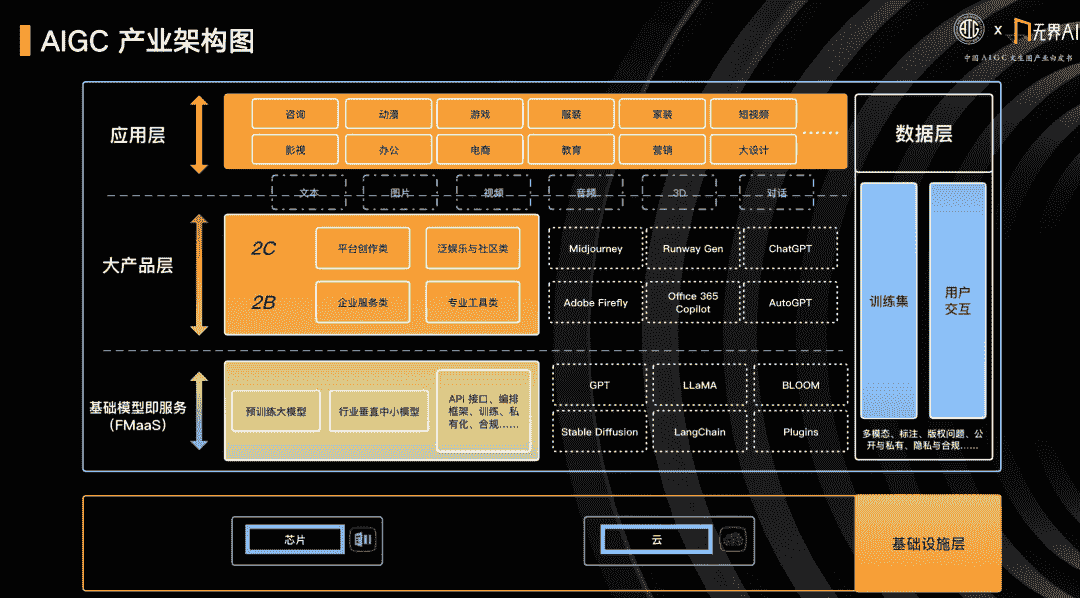 AIGC 产业架构图
x 无界AI
中国AIGC文生图产业白皮书
应用层
咨询 动漫 游戏 服装 家装 短视频
影视 办公 电商 教育 营销 大设计
......
数据层
文本 图片 视频 音频 3D 对话
大产品层
2C 平台创作类 泛娱乐与社区类
2B 企业服务类 专业工具类
Midjourney Runway Gen ChatGPT
Adobe Firefly Office 365 Copilot AutoGPT
训练集
用户
交互
基础模型即服务
(FMaaS)
预训练大模型 行业垂直中小模型
API 接口、编排
框架、训练、私
有化、合规......
GPT LLaMA BLOOM
Stable Diffusion LangChain Plugins
多模态、标注、版权问题、公
开与私有、隐私与合规......
芯片 云
基础设施层